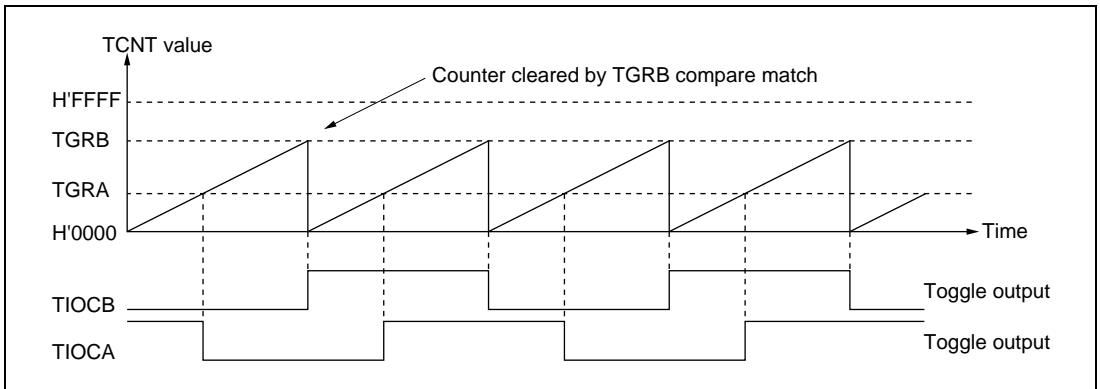 TCNT value
Counter cleared by TGRB compare match
H'FFFF
TGRB
TGRA
H'0000
Time
TIOCB
Toggle output
TIOCA
Toggle output